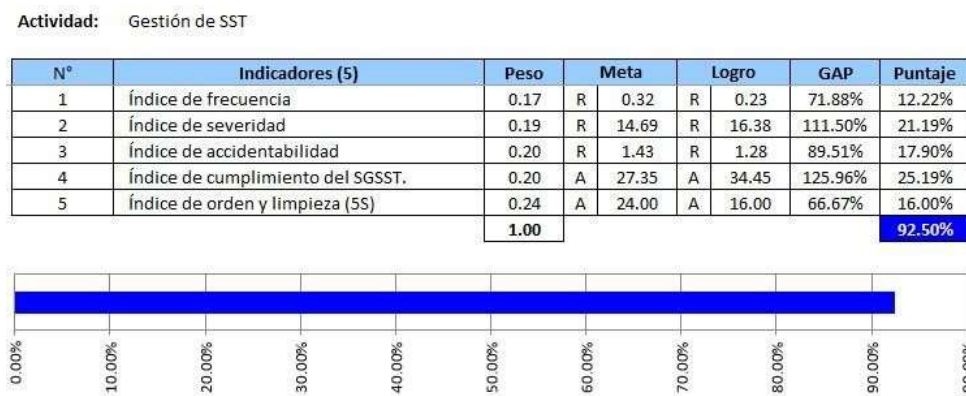 Actividad: Gestión de SST
N° Indicadores (5) Peso Meta Logro GAP Puntaje
1 Índice de frecuencia 0.17 R 0.32 R 0.23 71.88% 12.22%
2 Índice de severidad 0.19 R 14.69 R 16.38 111.50% 21.19%
3 Índice de accidentabilidad 0.20 R 1.43 R 1.28 89.51% 17.90%
4 Índice de cumplimiento del SGSST. 0.20 A 27.35 A 34.45 125.96% 25.19%
5 Índice de orden y limpieza (5S) 0.24 A 24.00 A 16.00 66.67% 16.00%
1.00 92.50%
0.00% 10.00% 20.00% 30.00% 40.00% 50.00% 60.00% 70.00% 80.00% 90.00%